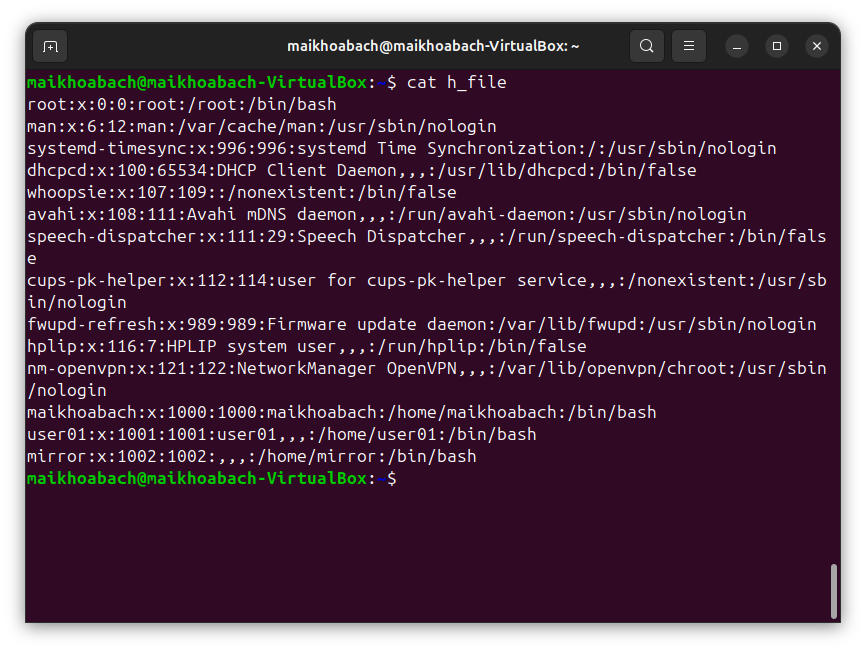 maikhoabach@maikhoabach-VirtualBox: ~
maikhoabach@maikhoabach-VirtualBox:~$ cat h_file
root:x:0:0:root:/root:/bin/bash
man:x:6:12:man:/var/cache/man:/usr/sbin/nologin
systemd-timesync:x:996:996:systemd Time Synchronization:/:/usr/sbin/nologin
dhcpcd:x:100:65534:DHCP Client Daemon,,,:/usr/lib/dhcpcd:/bin/false
whoopsie:x:107:109::/nonexistent:/bin/false
avahi:x:108:111:Avahi mDNS daemon,,,:/run/avahi-daemon:/usr/sbin/nologin
speech-dispatcher:x:111:29:Speech Dispatcher,,,:/run/speech-dispatcher:/bin/fals
e
cups-pk-helper:x:112:114:user for cups-pk-helper service,,,:/nonexistent:/usr/sb
in/nologin
fwupd-refresh:x:989:989:Firmware update daemon:/var/lib/fwupd:/usr/sbin/nologin
hplip:x:116:7:HPLIP system user,,,:/run/hplip:/bin/false
nm-openvpn:x:121:122:NetworkManager OpenVPN,,,:/var/lib/openvpn/chroot:/usr/sbin
/nologin
maikhoabach:x:1000:1000:maikhoabach:/home/maikhoabach:/bin/bash
user01:x:1001:1001:user01,,,:/home/user01:/bin/bash
mirror:x:1002:1002:,,,:/home/mirror:/bin/bash
maikhoabach@maikhoabach-VirtualBox:~$